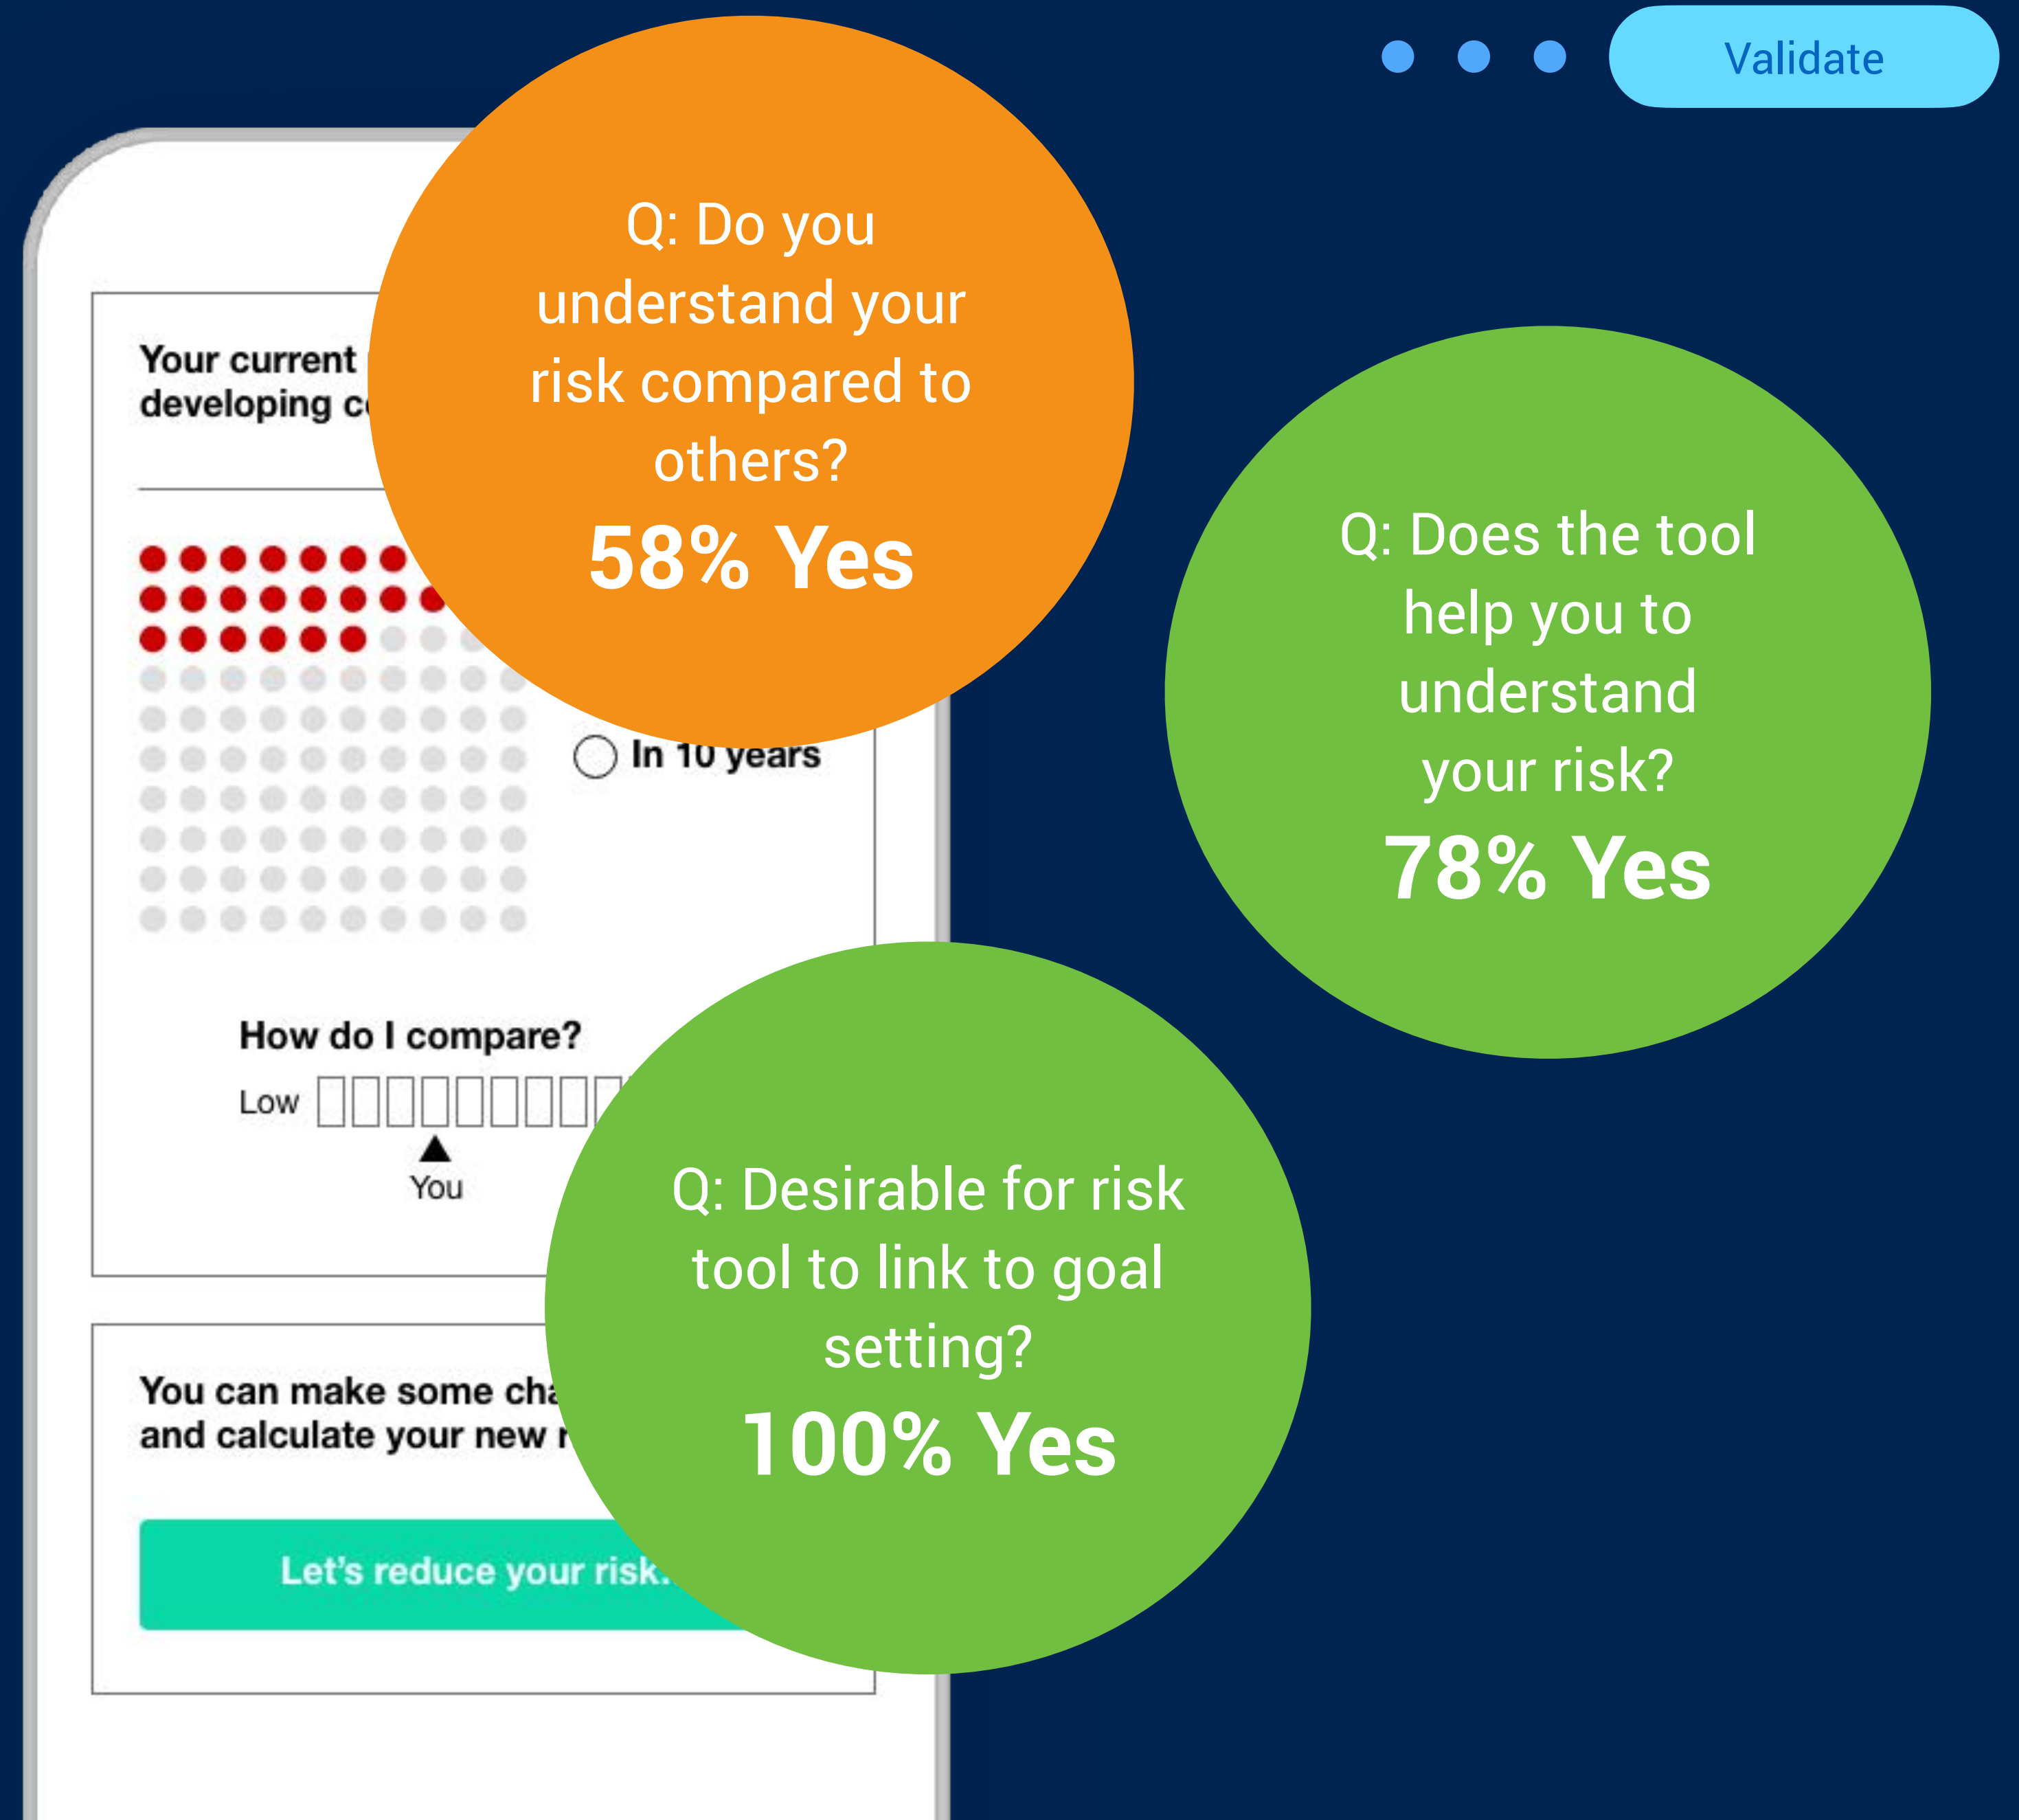 Validate
Q: Do you
understand your
risk compared to
others?
58% Yes
Q: Does the tool
help you to
understand
your risk?
78% Yes
Q: Desirable for risk
tool to link to goal
setting?
100% Yes
Your current
developing
In 10 years
How do I compare?
Low
You
You can make some
and calculate your new
Let's reduce your risk.